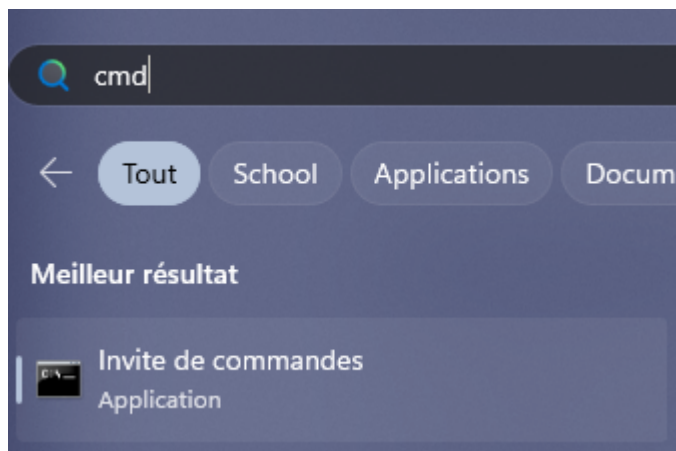 cmd
Tout School Applications Docum
Meilleur résultat
Invite de commandes
Application